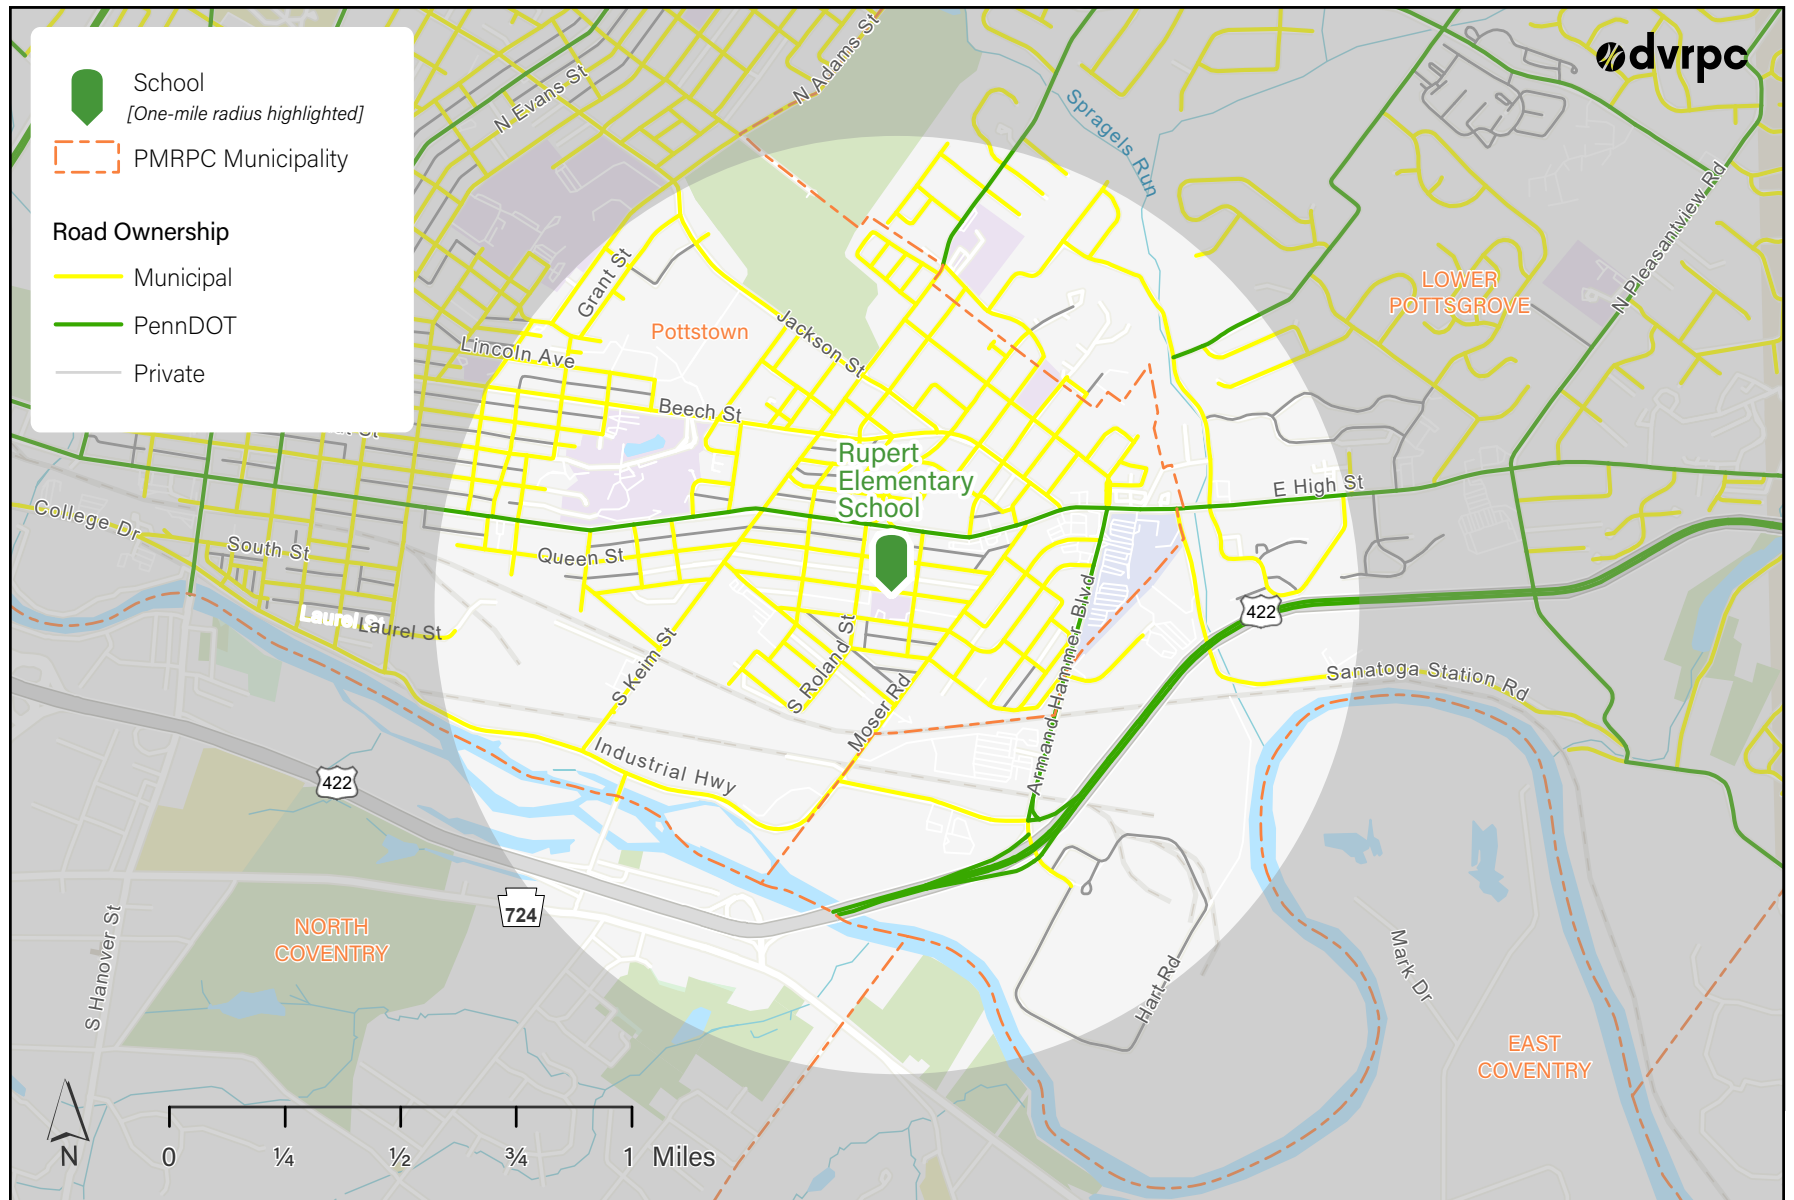 School
[One-mile radius highlighted]
PMRPC Municipality
Road Ownership
Municipal
PennDOT
Private
dvrpc
N Adams St
N Evans St
Spragels Run
N Pleasantview Rd
LOWER
POTTSGROVE
Grant St
Pottstown
Jackson St
Lincoln Ave
Beech St
Rupert
Elementary
School
E High St
College Dr
South St
Queen St
Laurel St
Laurel St
S Keim St
S Roland St
Moser Rd
Armand Hammer Blvd
422
Sanatoga Station Rd
Industrial Hwy
422
724
NORTH
COVENTRY
S Hanover St
Hart Rd
Mark Dr
EAST
COVENTRY
N
0 ¼ ½ ¾ 1 Miles